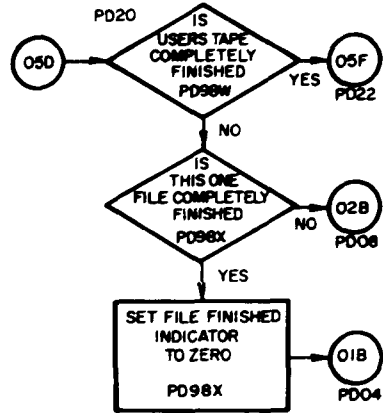 PD20
IS
USERS TAPE
COMPLETELY
FINISHED
PD98W
05D
YES
05F
PD22
NO
IS
THIS ONE
FILE COMPLETELY
FINISHED
PD98X
NO
02B
PD08
YES
SET FILE FINISHED
INDICATOR
TO ZERO
PD98X
01B
PD04